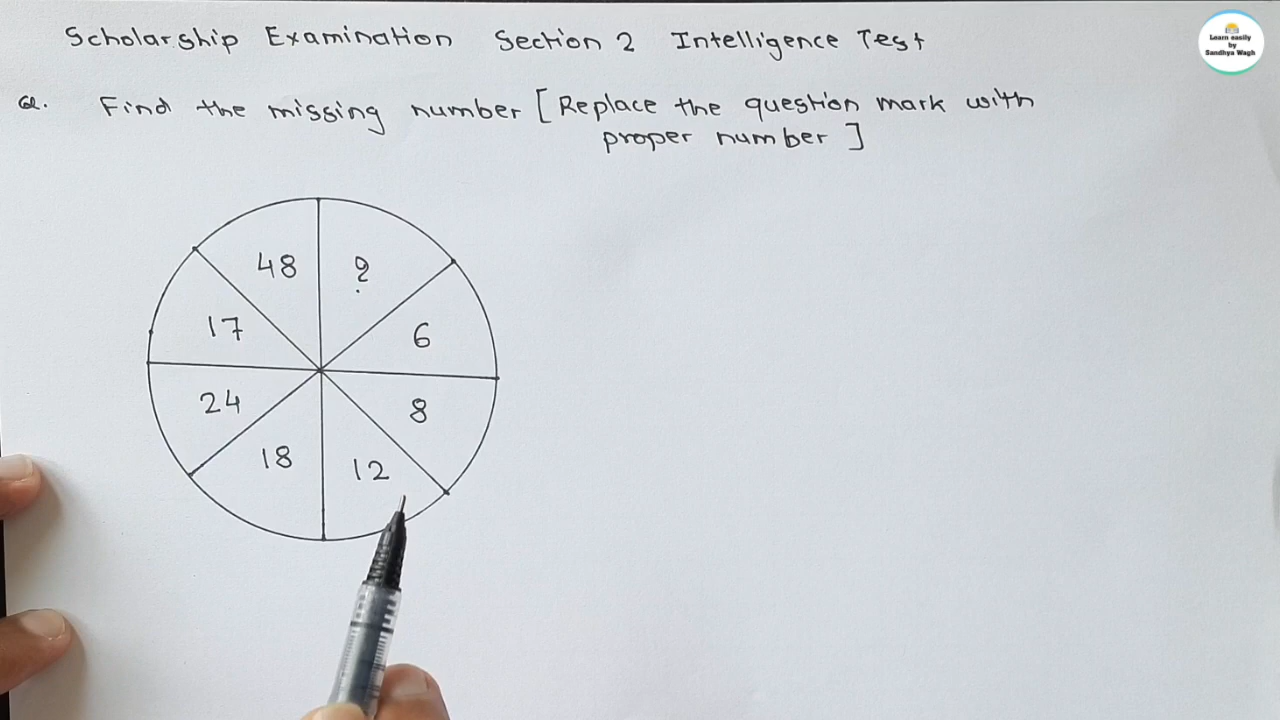 Scholarship Examination Section 2 Intelligence Test
Learn easily
by
Sandhya Wagh
Q. Find the missing number [Replace the question mark with
proper number]
48 ?
17 6
24 8
18 12